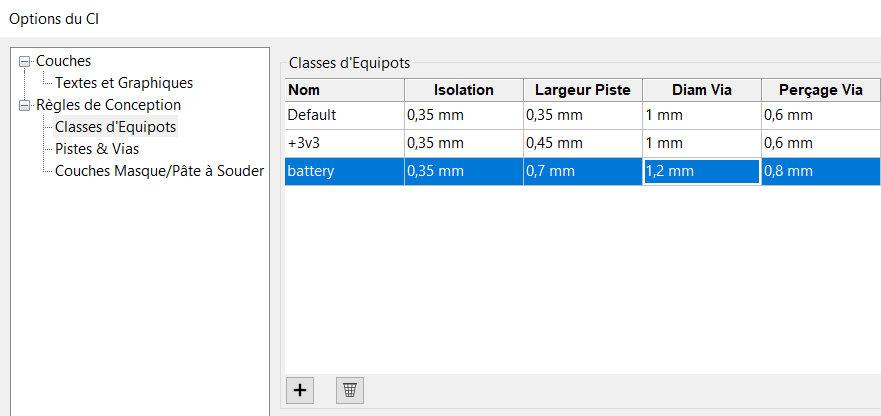 Options du CI
Couches
Textes et Graphiques
Règles de Conception
Classes d'Equipots
Pistes & Vias
Couches Masque/Pâte à Souder
Classes d'Equipots
Nom Isolation Largeur Piste Diam Via Perçage Via
Default 0,35 mm 0,35 mm 1 mm 0,6 mm
+3v3 0,35 mm 0,45 mm 1 mm 0,6 mm
battery 0,35 mm 0,7 mm 1,2 mm 0,8 mm